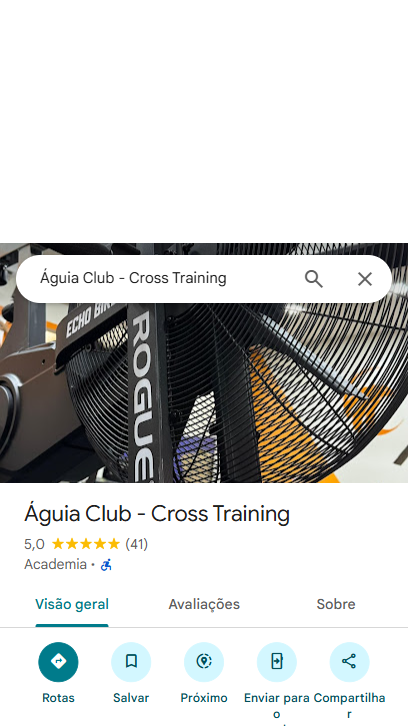 Águia Club - Cross Training
ECHO BIKE
ROGUE
Águia Club - Cross Training
5,0 (41)
Academia ·
Visão geral Avaliações Sobre
Rotas Salvar Próximo Enviar para o Compartilhar